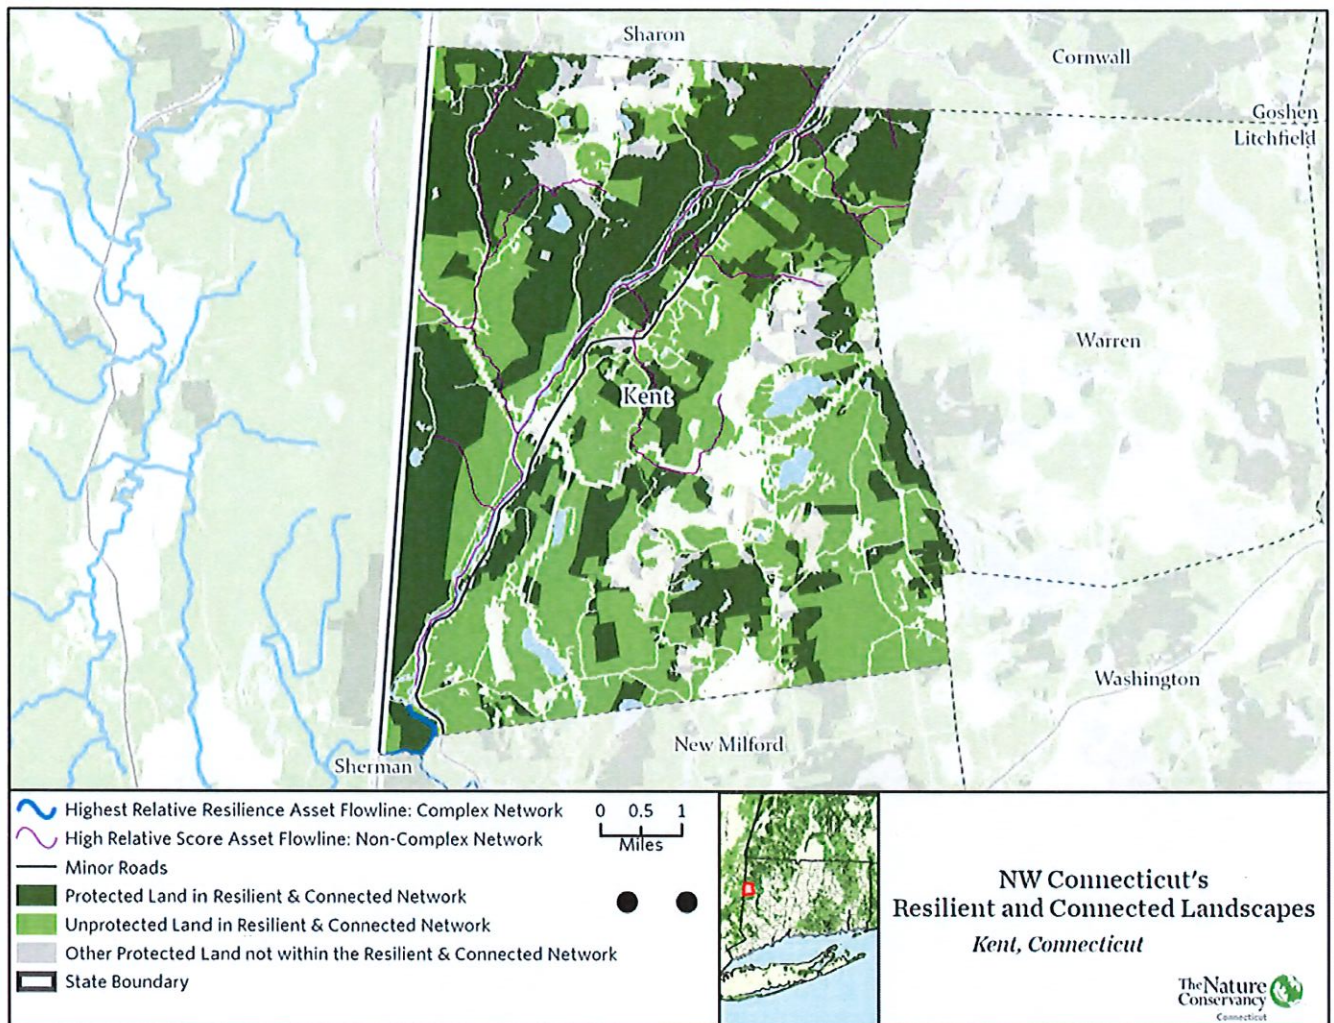 Sharon
Cornwall
Goshen
Litchfield
Warren
Kent
Washington
New Milford
Sherman
Highest Relative Resilience Asset Flowline: Complex Network
High Relative Score Asset Flowline: Non-Complex Network
Minor Roads
Protected Land in Resilient & Connected Network
Unprotected Land in Resilient & Connected Network
Other Protected Land not within the Resilient & Connected Network
State Boundary
0 0.5 1
Miles
NW Connecticut's
Resilient and Connected Landscapes
Kent, Connecticut
The Nature
Conservancy
Connecticut